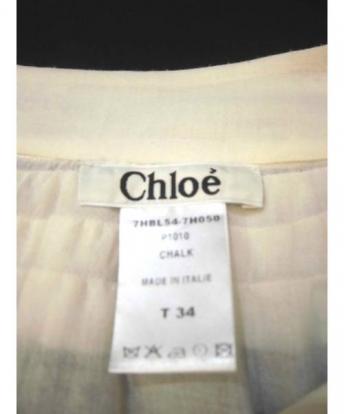 Chloé
7HBL54-7H050
P1010
CHALK
MADE IN ITALIE
T 34